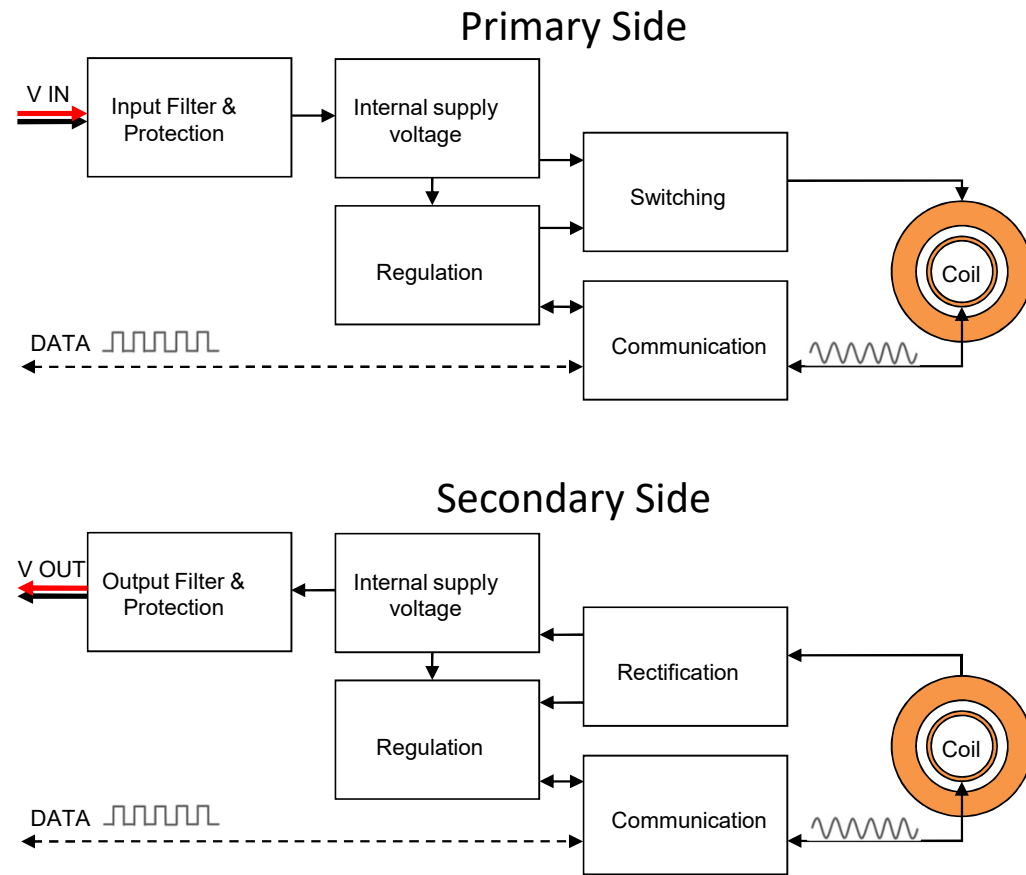 Primary Side
V IN
Input Filter &
Protection
Internal supply
voltage
Switching
Regulation
Coil
DATA
Communication
Secondary Side
V OUT
Output Filter &
Protection
Internal supply
voltage
Rectification
Regulation
Coil
DATA
Communication